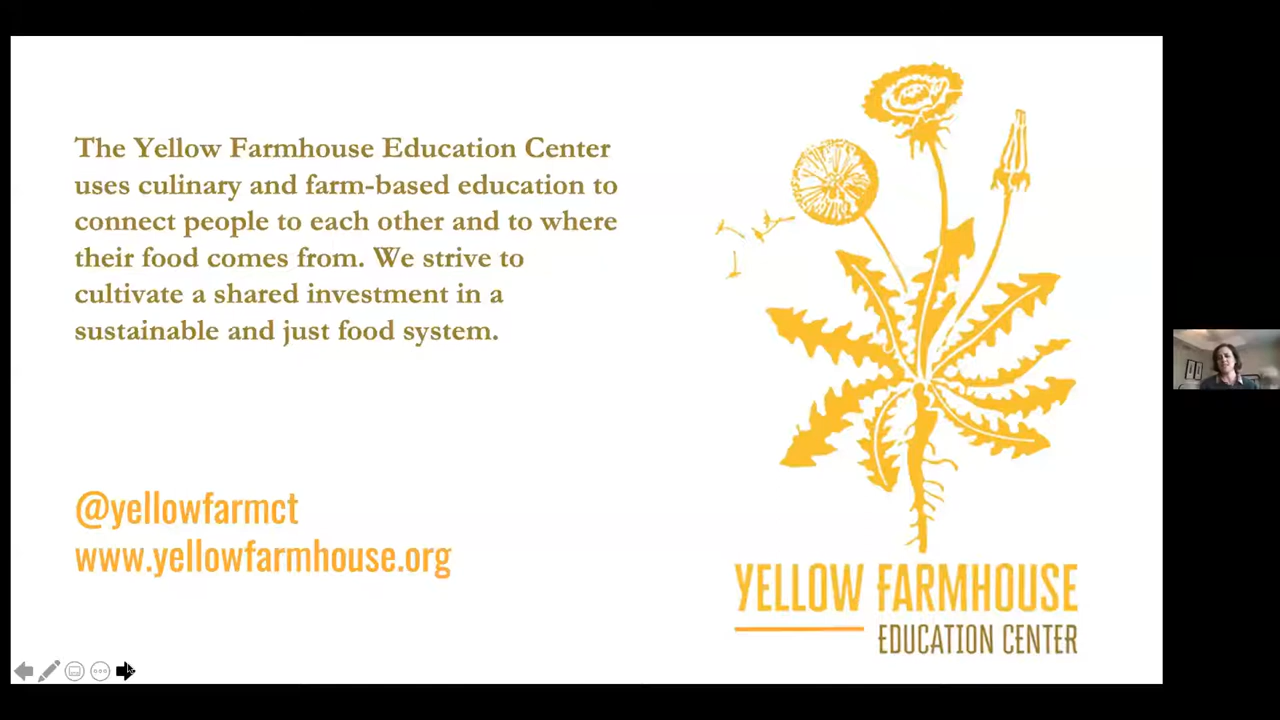 The Yellow Farmhouse Education Center
uses culinary and farm-based education to
connect people to each other and to where
their food comes from. We strive to
cultivate a shared investment in a
sustainable and just food system.
@yellowfarmct
www.yellowfarmhouse.org
YELLOW FARMHOUSE
EDUCATION CENTER